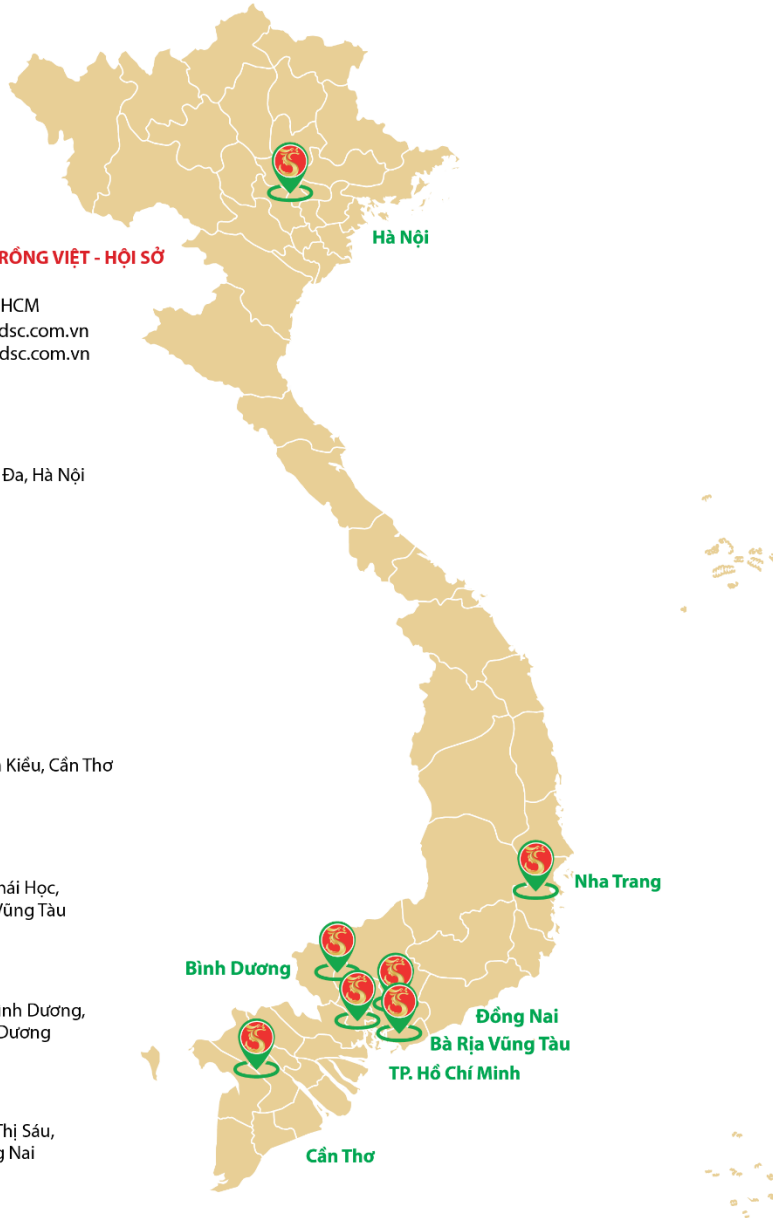 Hà Nội
RỒNG VIỆT - HỘI SỞ
HCM
dsc.com.vn
dsc.com.vn
Đa, Hà Nội
Kiều, Cần Thơ
Học,
Vũng Tàu
Nha Trang
Bình Dương
Dương,
Dương
Đồng Nai
Bà Rịa Vũng Tàu
TP. Hồ Chí Minh
Thị Sáu,
Nai
Cần Thơ